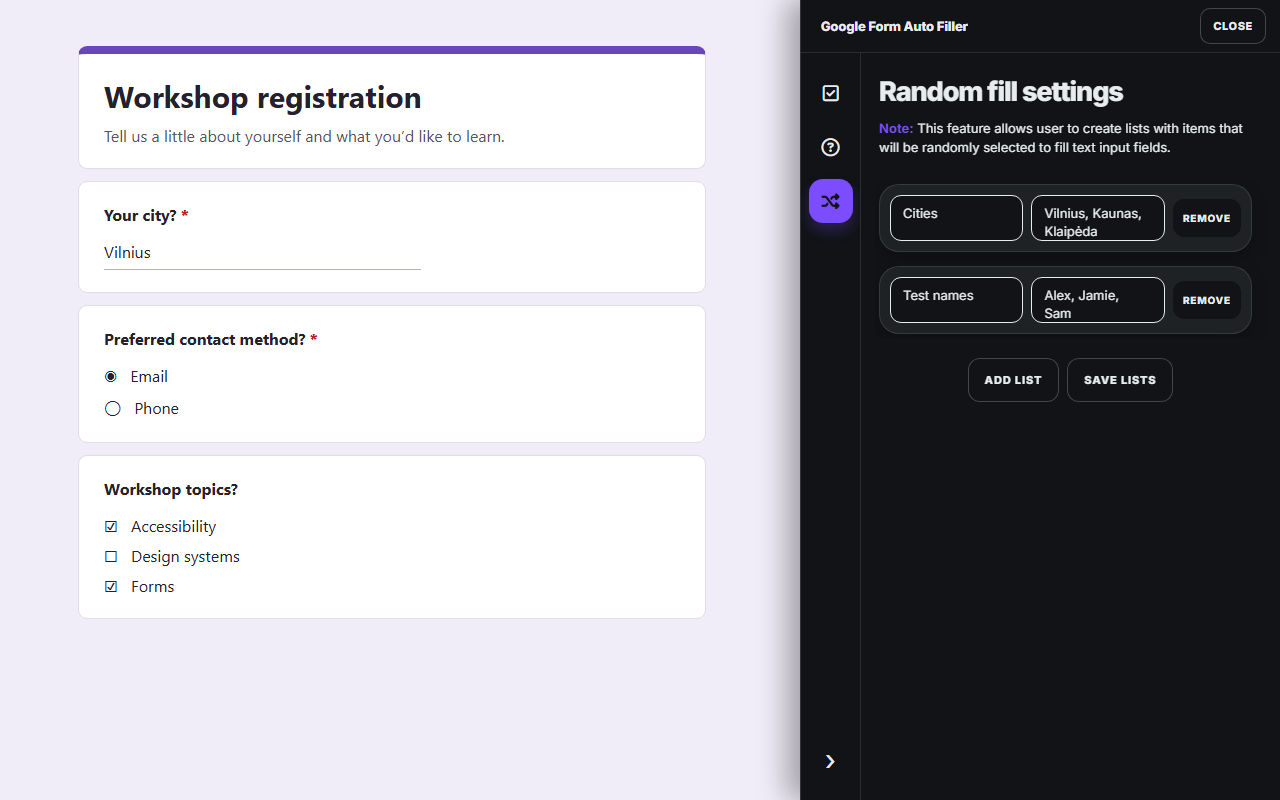 Workshop registration
Tell us a little about yourself and what you’d like to learn.
Your city? *
Vilnius
Preferred contact method? *
Email
Phone
Workshop topics?
Accessibility
Design systems
Forms
Google Form Auto Filler
CLOSE
Random fill settings
Note: This feature allows user to create lists with items that
will be randomly selected to fill text input fields.
Cities
Vilnius, Kaunas,
Klaipėda
REMOVE
Test names
Alex, Jamie,
Sam
REMOVE
ADD LIST
SAVE LISTS